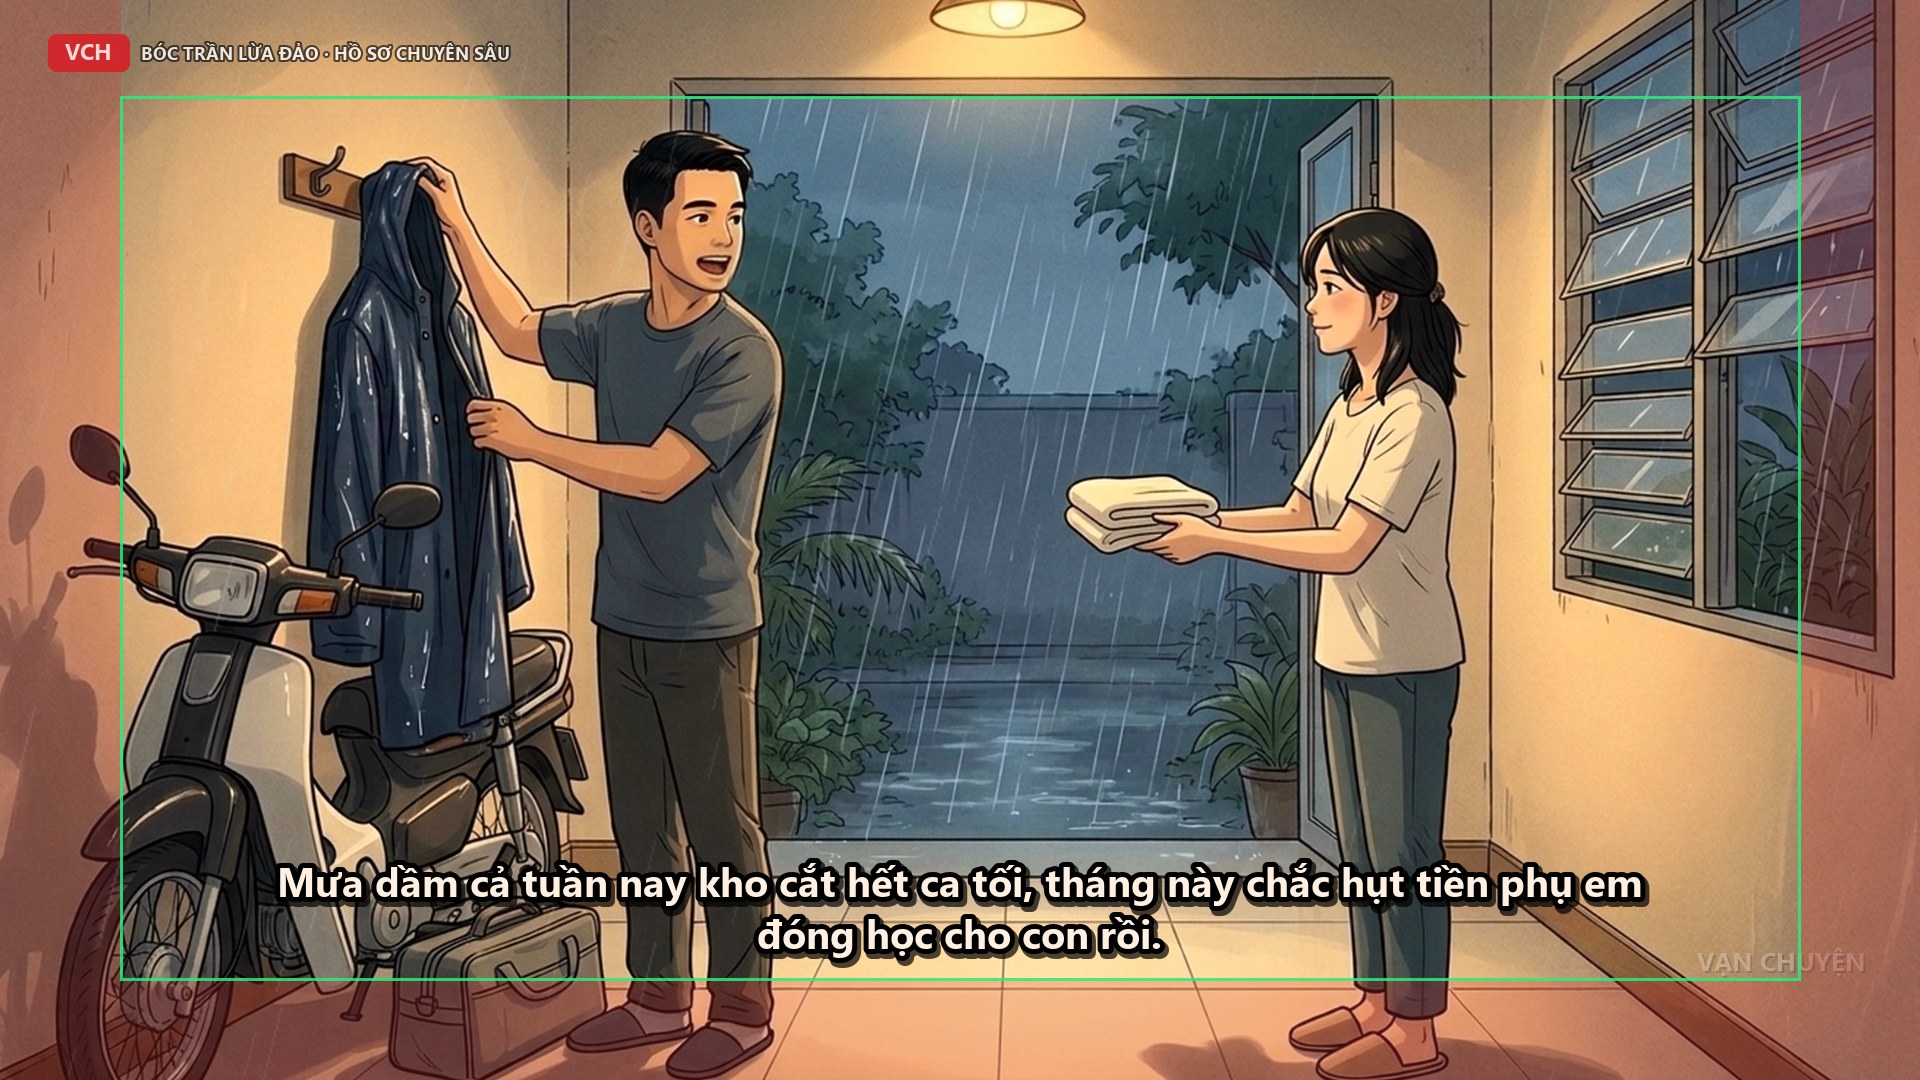 VCH BÓC TRẦN LỪA ĐẢO · HỒ SƠ CHUYÊN SÂU
Mưa dầm cả tuần nay kho cắt hết ca tối, tháng này chắc hụt tiền phụ em
đóng học cho con rồi.
VẠN CHUYỆN